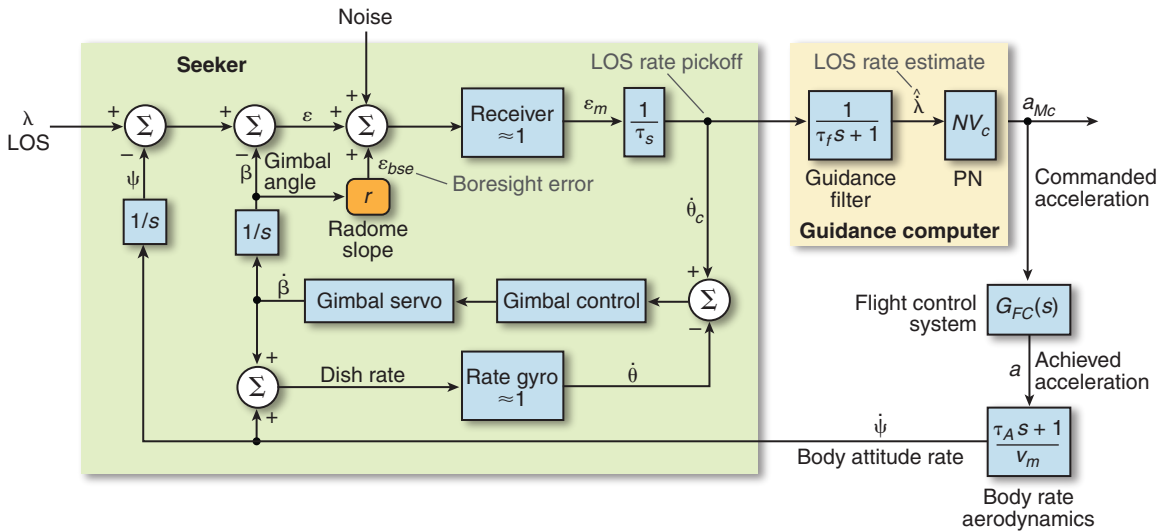 Noise
Seeker
LOS rate pickoff
LOS rate estimate
λ
LOS
+
Σ
−
+
Σ
−
ε
+
+
Σ
+
Receiver
≈1
ε_m
1
τ_s
1
τ_f s + 1
λ̇̂
NV_c
a_Mc
ψ
β
Gimbal
angle
ε_bse
Boresight error
Guidance
filter
PN
Commanded
acceleration
1/s
1/s
r
Radome
slope
θ̇_c
Guidance computer
β̇
Gimbal servo
Gimbal control
+
Σ
−
Flight control
system
G_FC(s)
+
Σ
+
Dish rate
Rate gyro
≈1
θ̇
a
Achieved
acceleration
ψ̇
Body attitude rate
τ_A s + 1
v_m
Body rate
aerodynamics